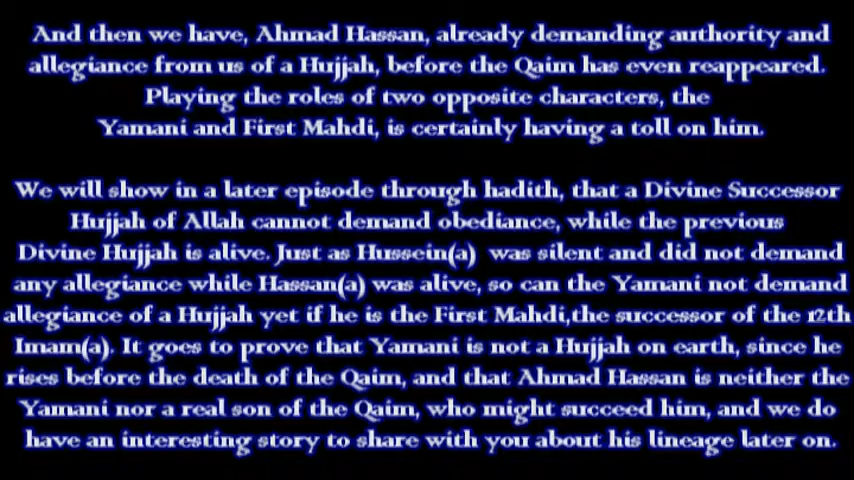 And then we have, Ahmad Hassan, already demanding authority and
allegiance from us of a Hujjah, before the Qaim has even reappeared.
Playing the roles of two opposite characters, the
Yamani and First Mahdi, is certainly having a toll on him.
We will show in a later episode through hadith, that a Divine Successor
Hujjah of Allah cannot demand obediance, while the previous
Divine Hujjah is alive. Just as Hussein(a) was silent and did not demand
any allegiance while Hassan(a) was alive, so can the Yamani not demand
allegiance of a Hujjah yet if he is the First Mahdi,the successor of the 12th
Imam(a). It goes to prove that Yamani is not a Hujjah on earth, since he
rises before the death of the Qaim, and that Ahmad Hassan is neither the
Yamani nor a real son of the Qaim, who might succeed him, and we do
have an interesting story to share with you about his lineage later on.